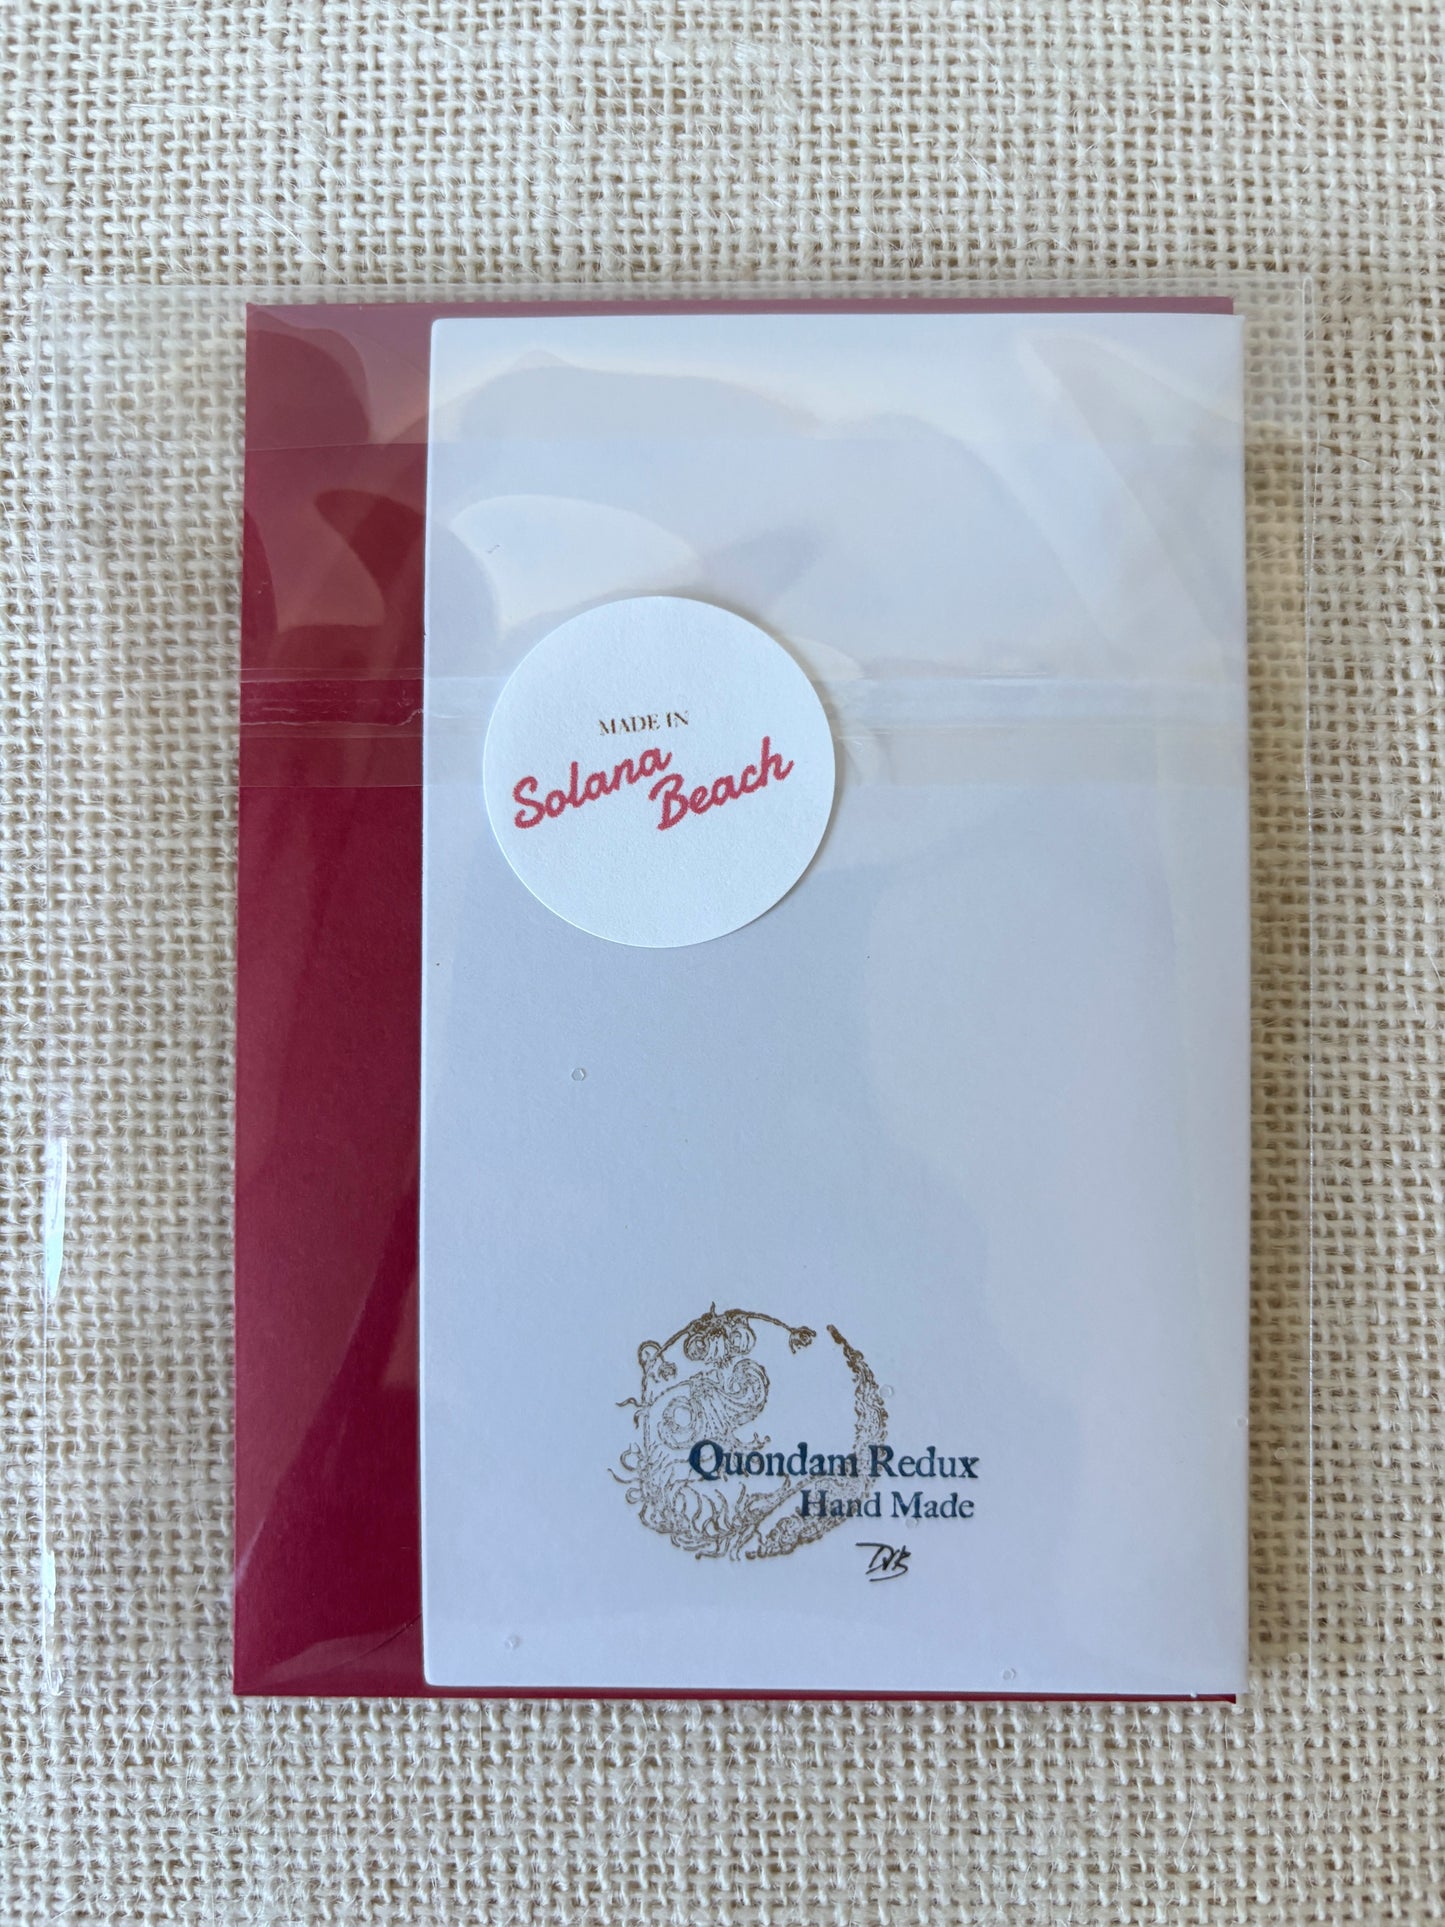 MADE IN
Solana
Beach
Quondam Redux
Hand Made